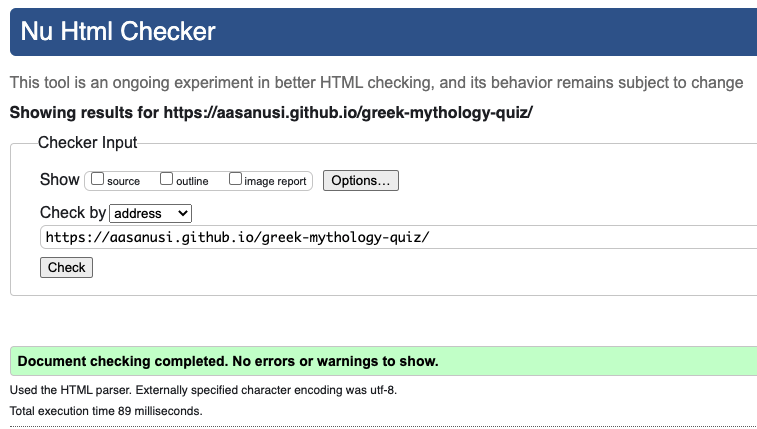 Nu Html Checker
This tool is an ongoing experiment in better HTML checking, and its behavior remains subject to change
Showing results for https://aasanusi.github.io/greek-mythology-quiz/
Checker Input
Show source outline image report Options...
Check by address
https://aasanusi.github.io/greek-mythology-quiz/
Check
Document checking completed. No errors or warnings to show.
Used the HTML parser. Externally specified character encoding was utf-8.
Total execution time 89 milliseconds.